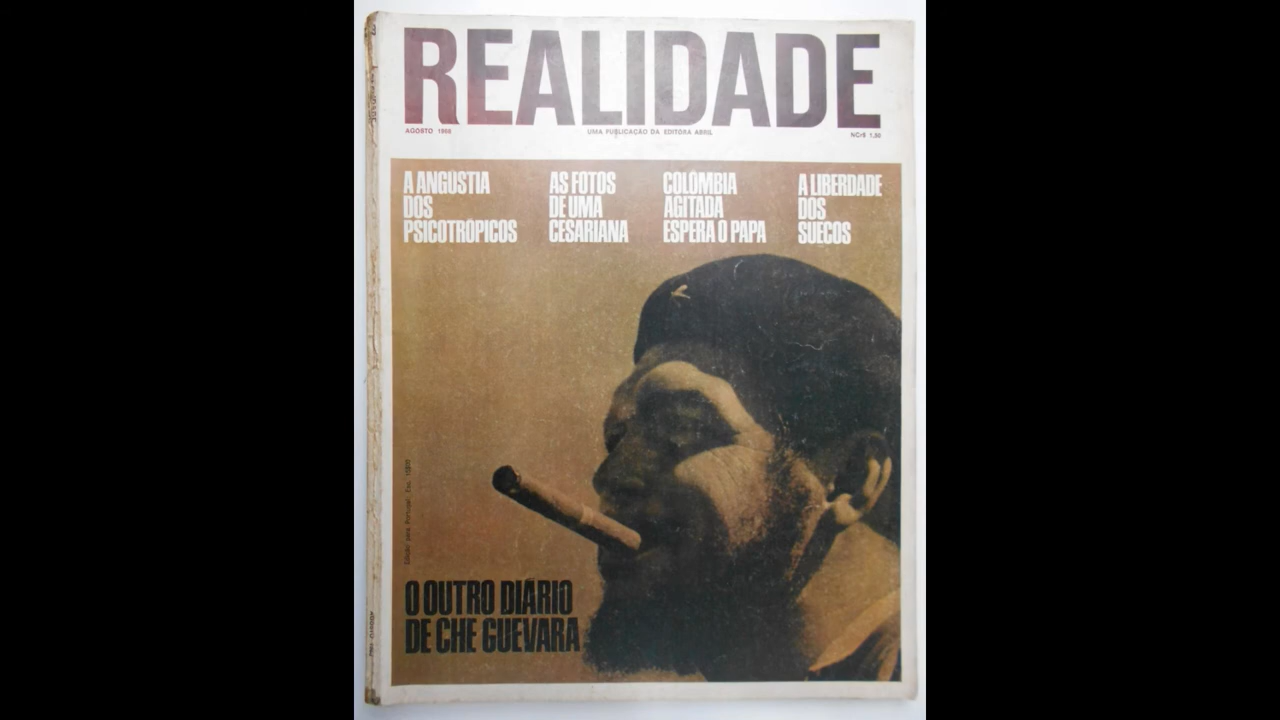 REALIDADE
AGOSTO 1968
UMA PUBLICAÇÃO DA EDITORA ABRIL
NCr$ 1,50
A ANGÚSTIA
DOS
PSICOTRÓPICOS
AS FOTOS
DE UMA
CESARIANA
COLÔMBIA
AGITADA
ESPERA O PAPA
A LIBERDADE
DOS
SUECOS
O OUTRO DIÁRIO
DE CHE GUEVARA